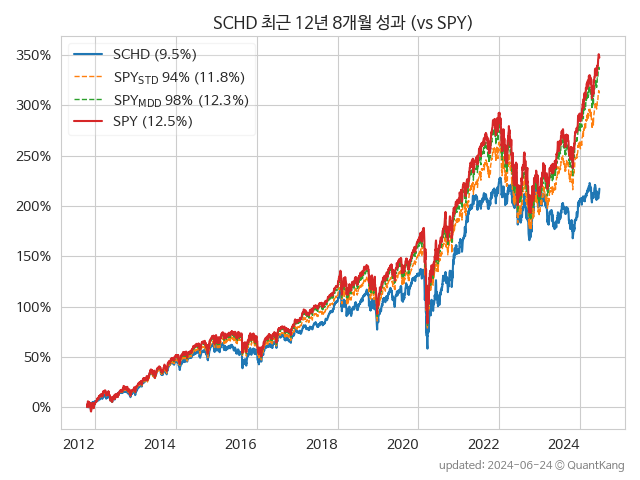 SCHD 최근 12년 8개월 성과 (vs SPY)
SCHD (9.5%)
SPY_STD 94% (11.8%)
SPY_MDD 98% (12.3%)
SPY (12.5%)
350%
300%
250%
200%
150%
100%
50%
0%
2012 2014 2016 2018 2020 2022 2024
updated: 2024-06-24 © QuantKang